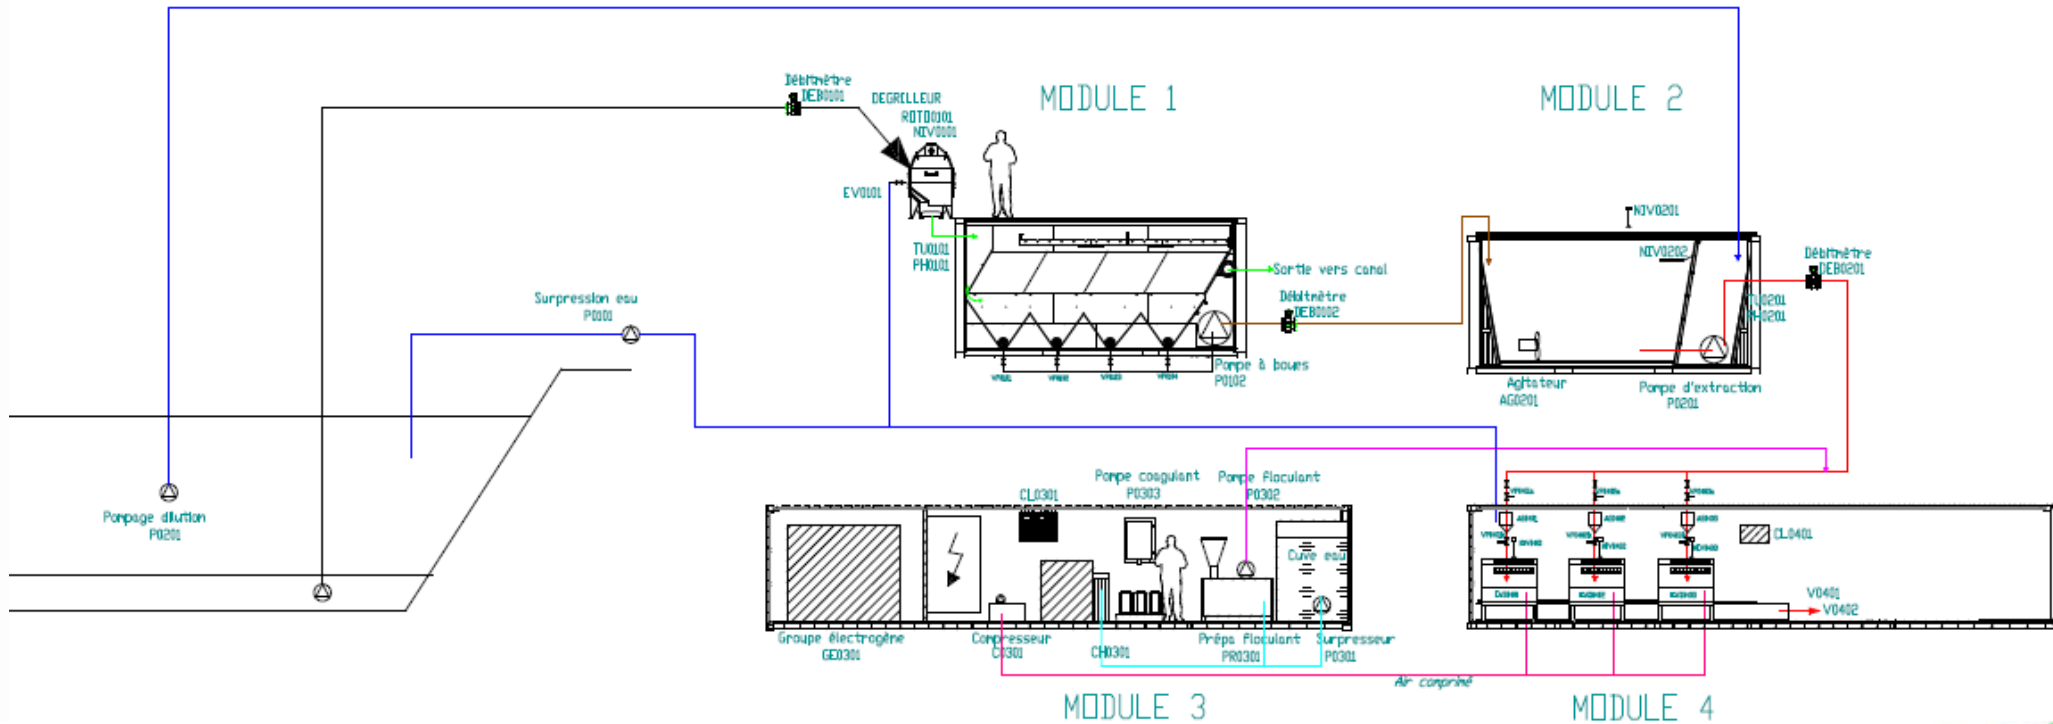 Débitmètre
DEB0101
DEGRILLEUR
ROTO0101
NIV0101
MODULE 1
MODULE 2
EV0101
TU0101
PH0101
Sortie vers canal
Débitmètre
DEB0102
Pompe à boues
P0102
NIV0201
NIV0202
Débitmètre
DEB0201
TU0201
PH0201
Agitateur
AG0201
Pompe d'extraction
P0201
Surpression eau
P0101
Pompage dilution
P0201
Pompe coagulant
P0303
Pompe floculant
P0302
CL0301
Cuve eau
Groupe électrogène
GE0301
Compresseur
C0301
CH0301
Prépa floculant
PR0301
Surpresseur
P0301
Air comprimé
CL0401
V0401
V0402
MODULE 3
MODULE 4